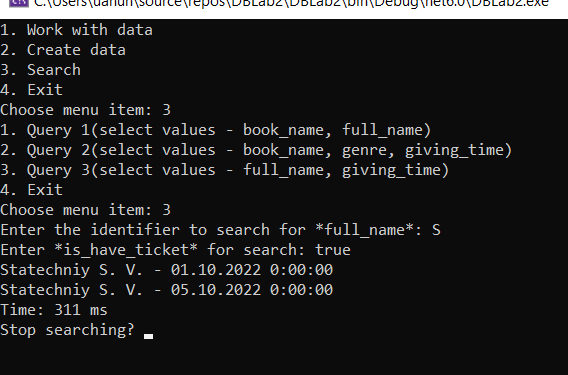 C:\Users\dandh\source\repos\DBLab2\DBLab2\bin\Debug\net6.0\DBLab2.exe
1. Work with data
2. Create data
3. Search
4. Exit
Choose menu item: 3
1. Query 1(select values - book_name, full_name)
2. Query 2(select values - book_name, genre, giving_time)
3. Query 3(select values - full_name, giving_time)
4. Exit
Choose menu item: 3
Enter the identifier to search for *full_name*: S
Enter *is_have_ticket* for search: true
Statechniy S. V. - 01.10.2022 0:00:00
Statechniy S. V. - 05.10.2022 0:00:00
Time: 311 ms
Stop searching?